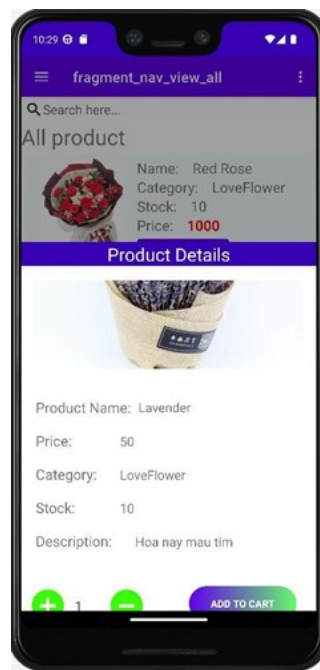 10:29
fragment_nav_view_all
Search here...
All product
Name: Red Rose
Category: LoveFlower
Stock: 10
Price: 1000
Product Details
Product Name: Lavender
Price: 50
Category: LoveFlower
Stock: 10
Description: Hoa nay mau tim
1
ADD TO CART